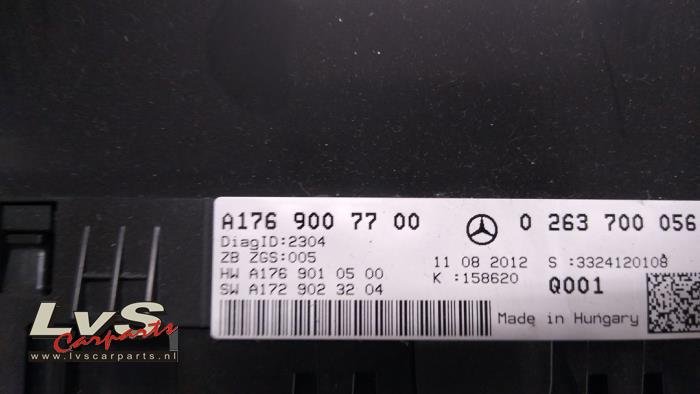 A176 900 77 00
0 263 700 056
DiagID:2304
ZB ZGS:005
11 08 2012
S :3324120108
HW A176 901 05 00
K :158620
Q001
SW A172 902 32 04
Made in Hungary
LvS
Carparts
www.lvscarparts.nl